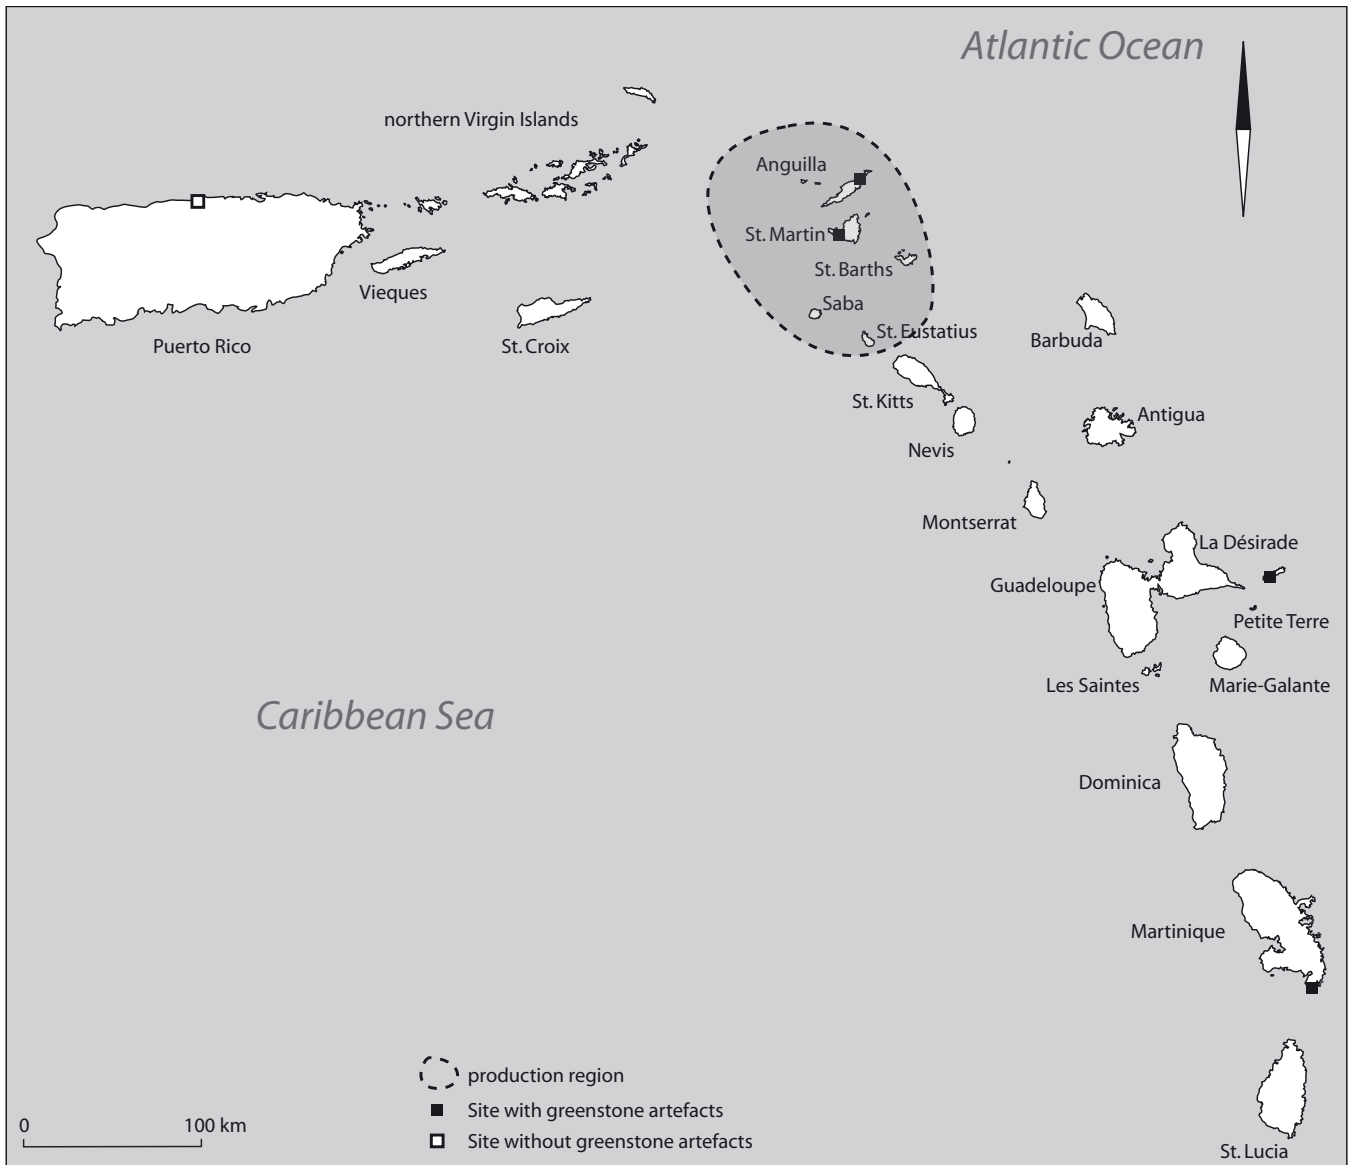 Atlantic Ocean
northern Virgin Islands
Anguilla
St. Martin
St. Barths
Vieques
Saba
St. Eustatius
Puerto Rico
St. Croix
Barbuda
St. Kitts
Antigua
Nevis
Montserrat
La Désirade
Guadeloupe
Petite Terre
Les Saintes
Marie-Galante
Caribbean Sea
Dominica
Martinique
production region
Site with greenstone artefacts
Site without greenstone artefacts
0 100 km
St. Lucia